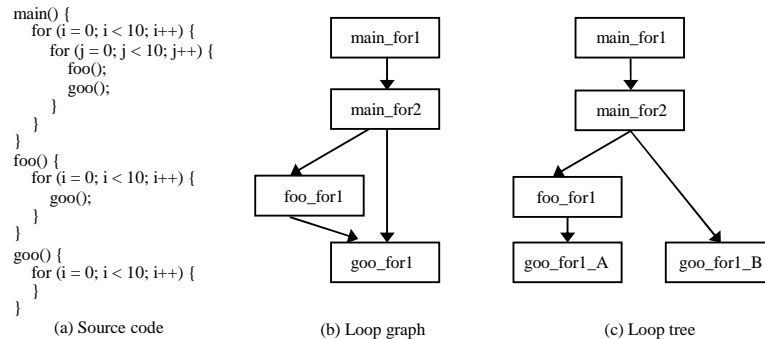 main() {
for (i = 0; i < 10; i++) {
for (j = 0; j < 10; j++) {
foo();
goo();
}
}
}
foo() {
for (i = 0; i < 10; i++) {
goo();
}
}
goo() {
for (i = 0; i < 10; i++) {
}
}
(a) Source code
main_for1
main_for2
foo_for1
goo_for1
(b) Loop graph
main_for1
main_for2
foo_for1
goo_for1_A
goo_for1_B
(c) Loop tree